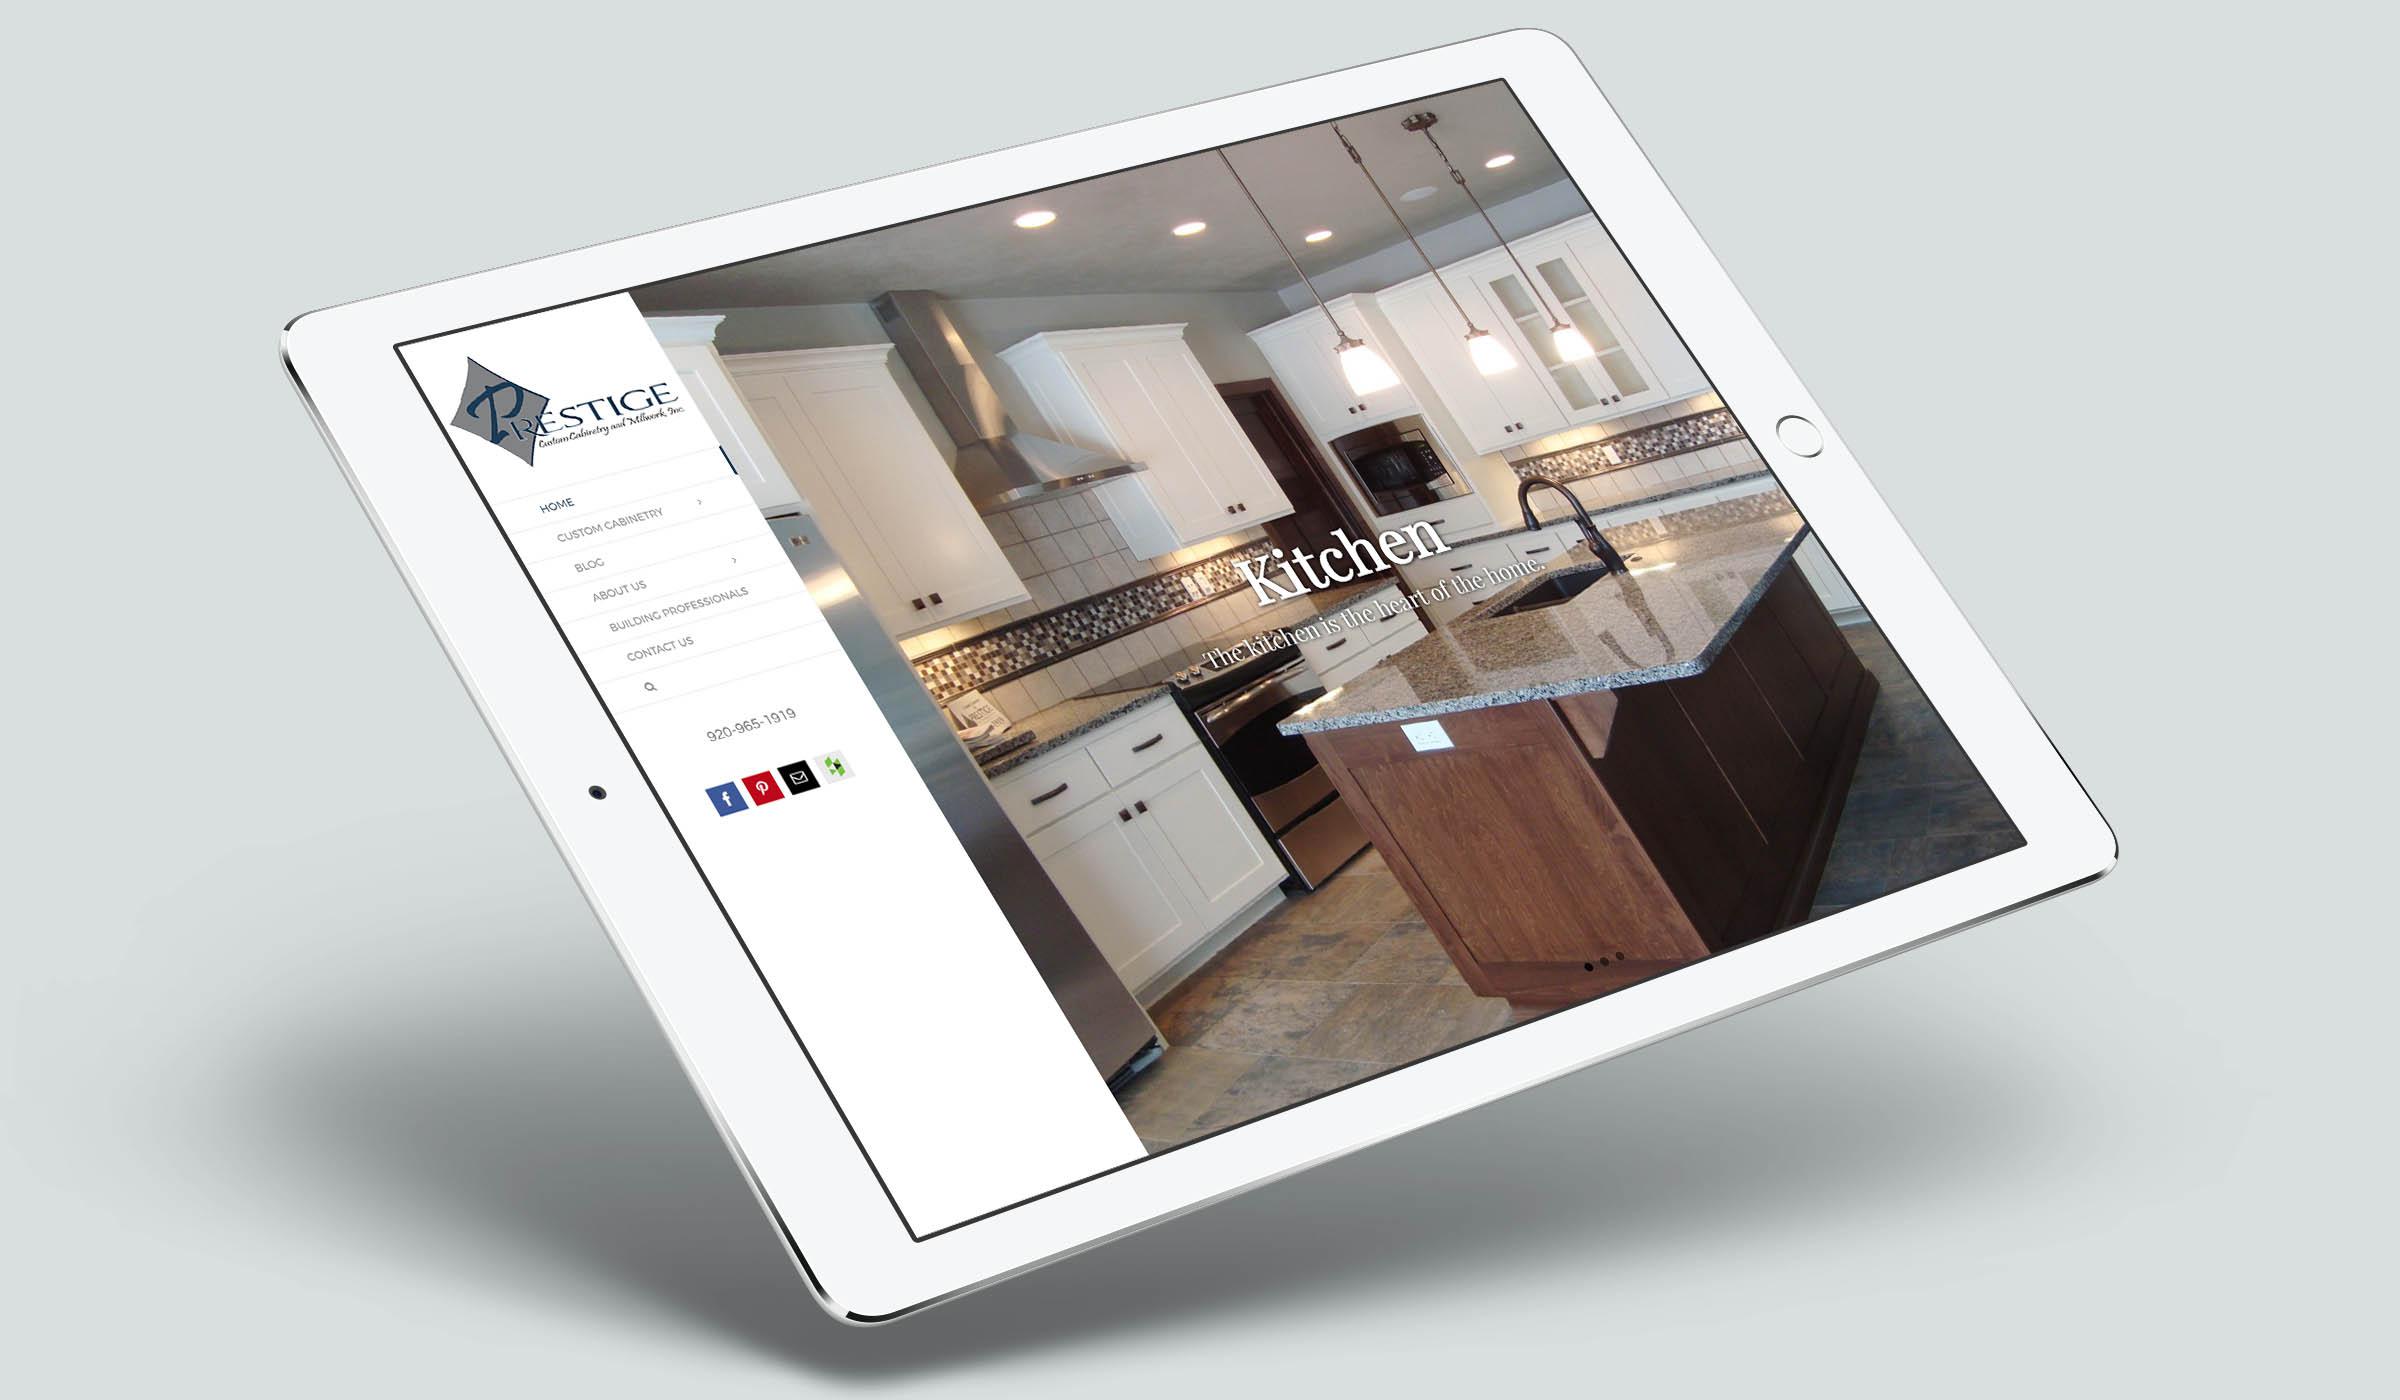 PRESTIGE
Custom Cabinetry and Millwork, Inc.
HOME
CUSTOM CABINETRY
BLOG
ABOUT US
BUILDING PROFESSIONALS
CONTACT US
920-965-1919
Kitchen
The kitchen is the heart of the home.
PRESTIGE